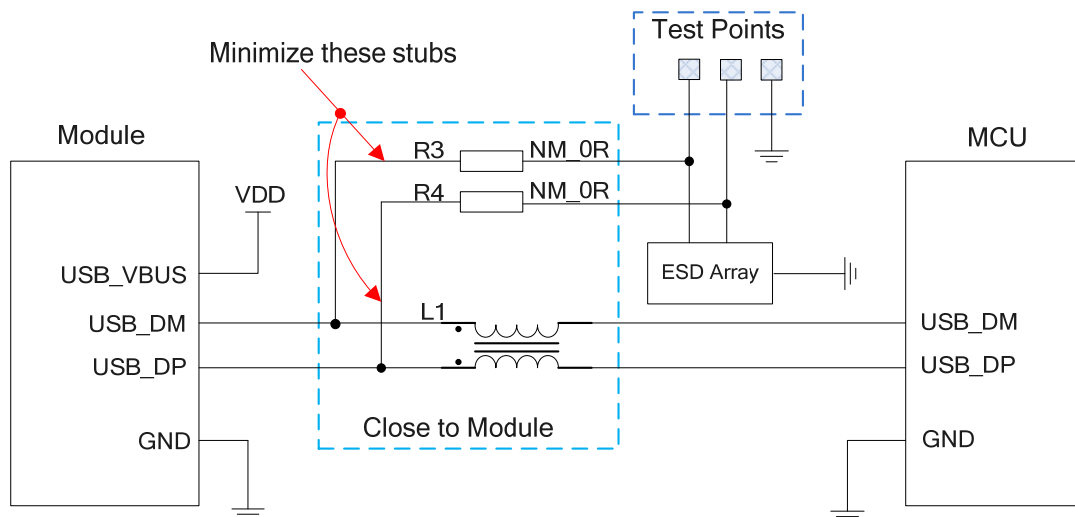 Test Points
Minimize these stubs
Module
MCU
R3
NM_0R
R4
NM_0R
VDD
ESD Array
USB_VBUS
L1
USB_DM
USB_DM
USB_DP
USB_DP
Close to Module
GND
GND